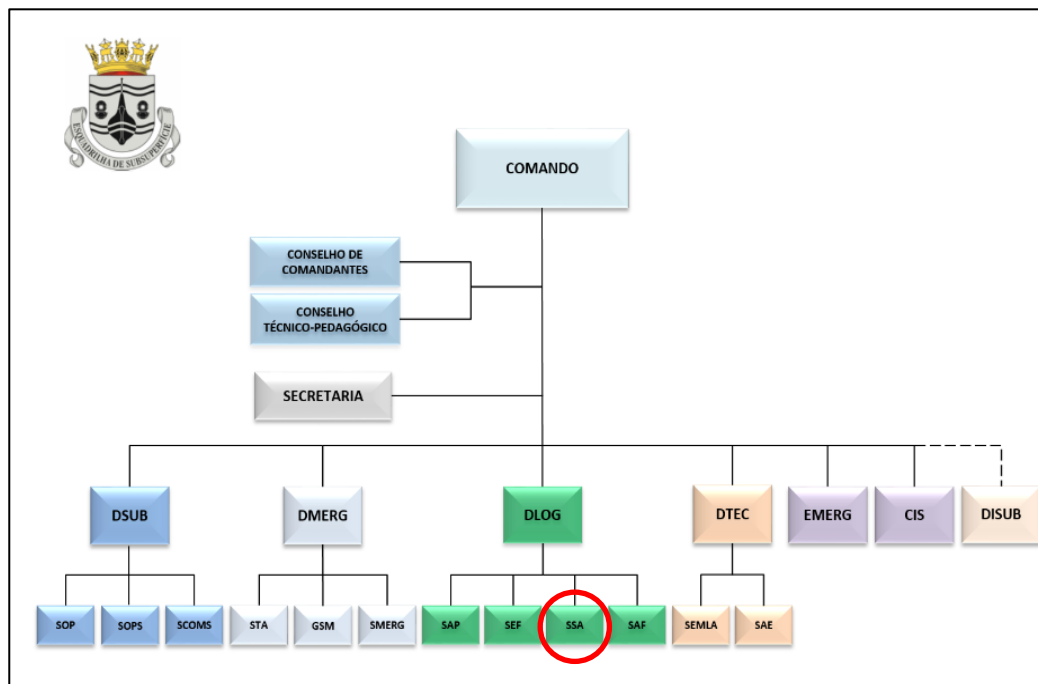 ESQUADRILHA DE SUBSUPERFÍCIE
COMANDO
CONSELHO DE
COMANDANTES
CONSELHO
TÉCNICO-PEDAGÓGICO
SECRETARIA
DSUB DMERG DLOG DTEC EMERG CIS DISUB
SOP SOPS SCOMS STA GSM SMERG SAP SEF SSA SAF SEMLA SAE